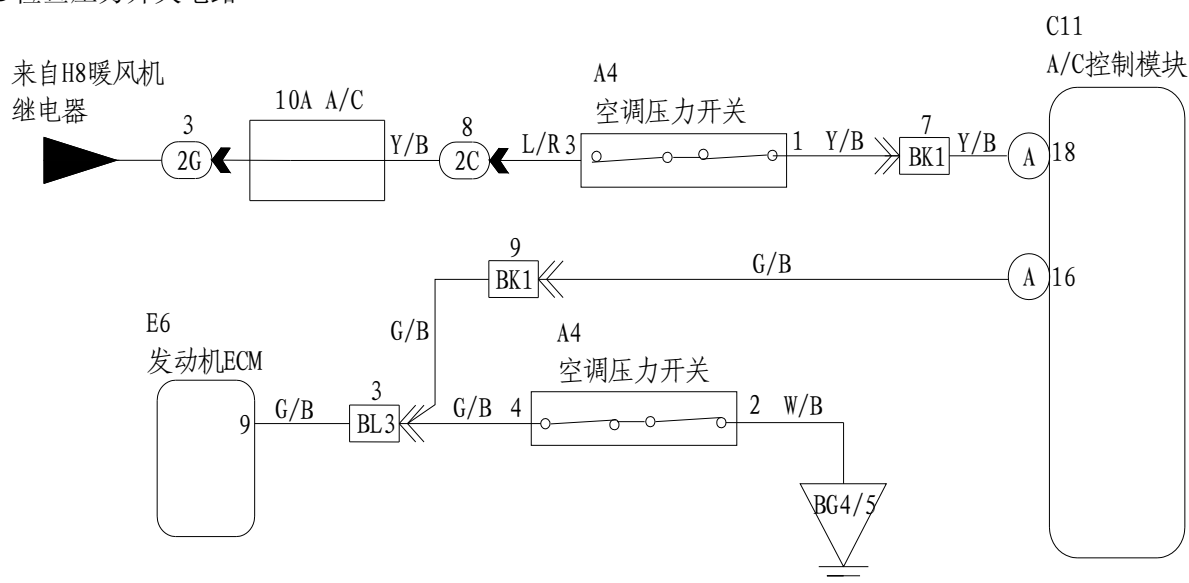 C11
A/C控制模块
来自H8暖风机
继电器
3
2G
10A A/C
Y/B
8
2C
L/R
3
A4
空调压力开关
1
Y/B
7
BK1
Y/B
A
18
9
BK1
G/B
A
16
G/B
E6
发动机ECM
9
G/B
3
BL3
G/B
4
A4
空调压力开关
2
W/B
BG4/5